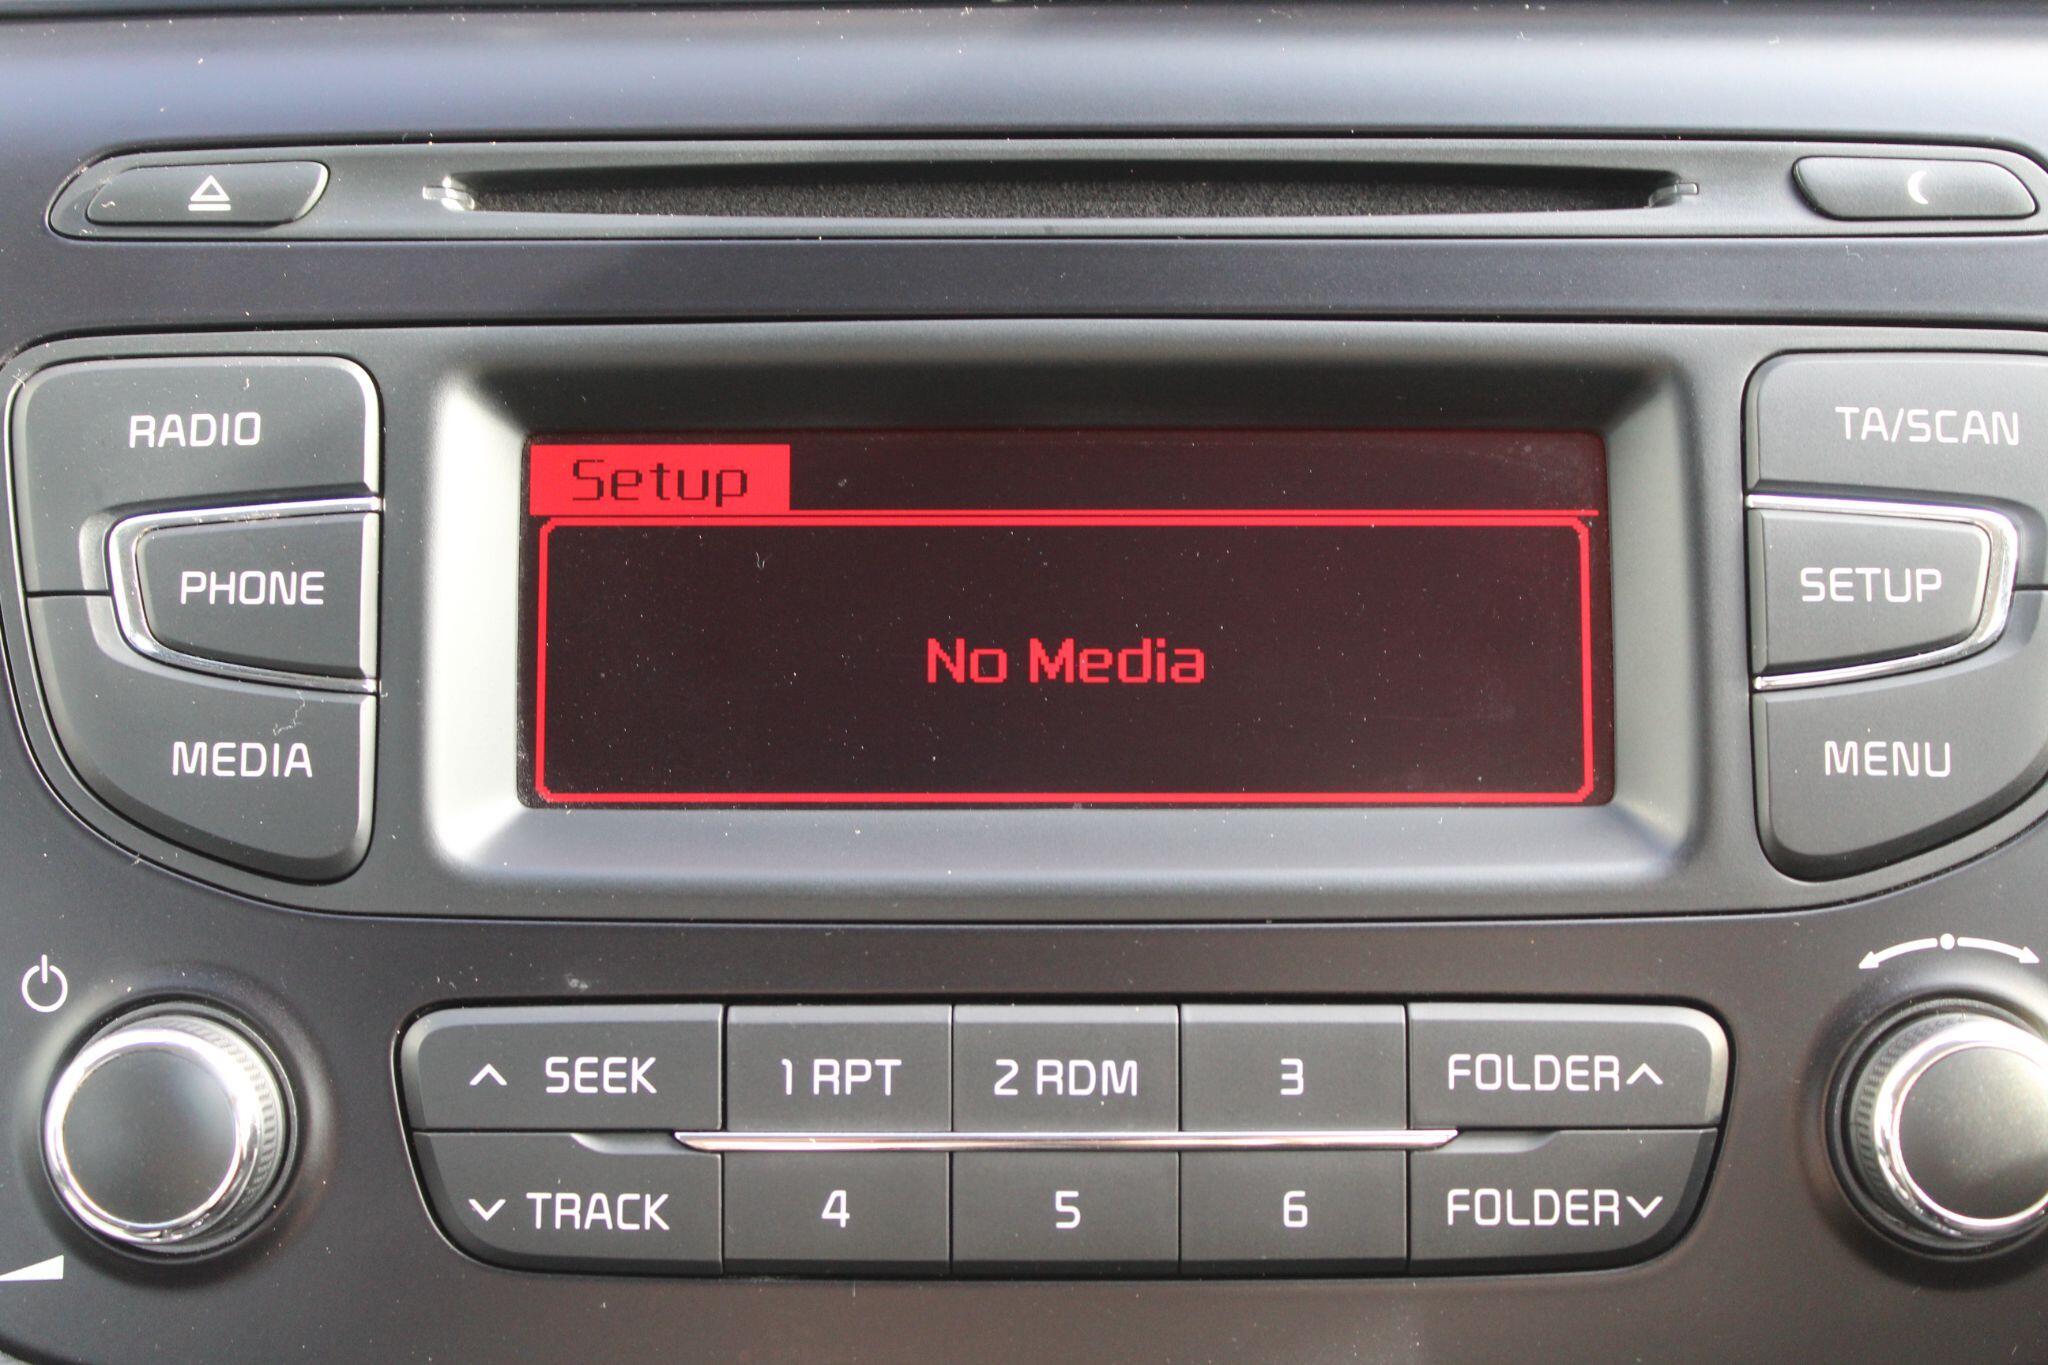 RADIO
PHONE
MEDIA
Setup
No Media
TA/SCAN
SETUP
MENU
SEEK
1 RPT
2 RDM
3
FOLDER
TRACK
4
5
6
FOLDER